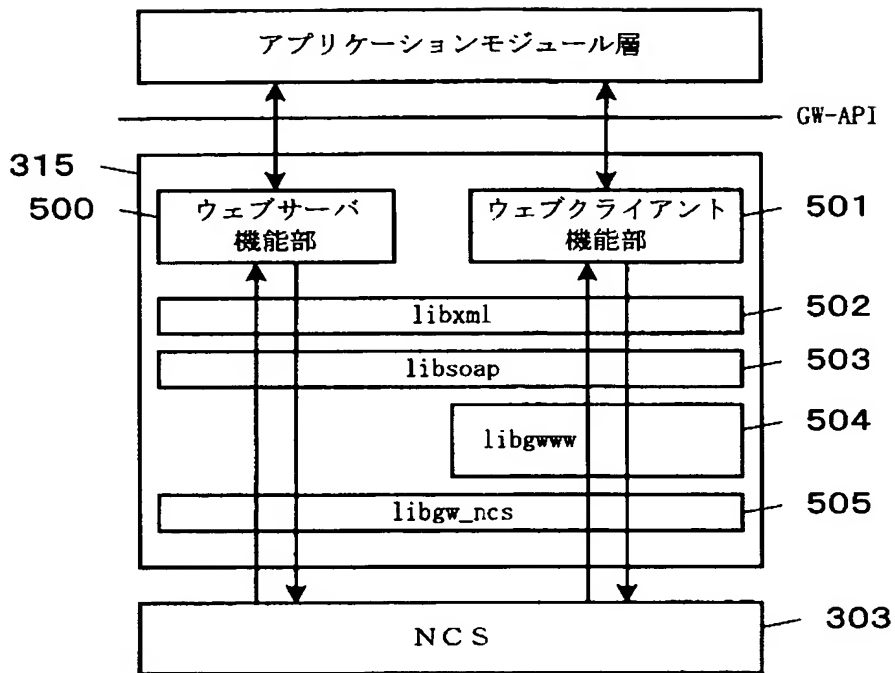 アプリケーションモジュール層
GW-API
315
500
ウェブサーバ
機能部
ウェブクライアント
機能部
501
libxml
502
libsoap
503
libgwww
504
libgw_ncs
505
NCS
303